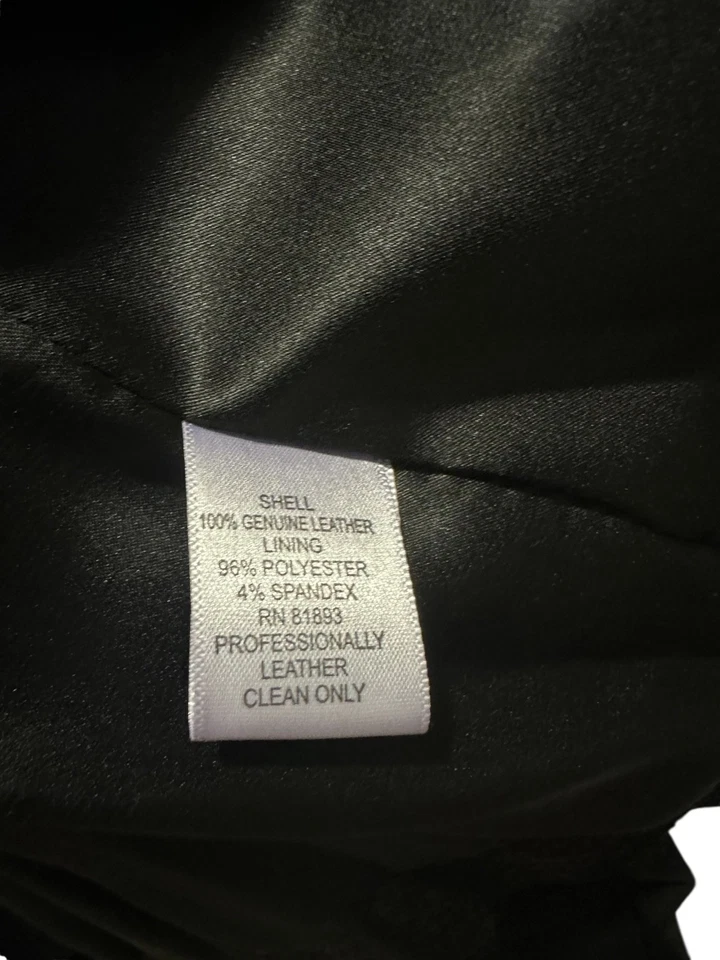 SHELL
100% GENUINE LEATHER
LINING
96% POLYESTER
4% SPANDEX
RN 81893
PROFESSIONALLY
LEATHER
CLEAN ONLY